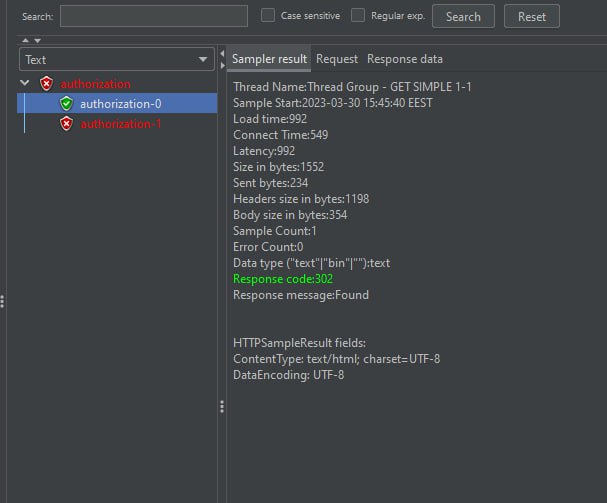 Search:
Case sensitive
Regular exp.
Search
Reset
Text
authorization
authorization-0
authorization-1
Sampler result Request Response data
Thread Name:Thread Group - GET SIMPLE 1-1
Sample Start:2023-03-30 15:45:40 EEST
Load time:992
Connect Time:549
Latency:992
Size in bytes:1552
Sent bytes:234
Headers size in bytes:1198
Body size in bytes:354
Sample Count:1
Error Count:0
Data type ("text"|"bin"|""):text
Response code:302
Response message:Found
HTTPSampleResult fields:
ContentType: text/html; charset=UTF-8
DataEncoding: UTF-8